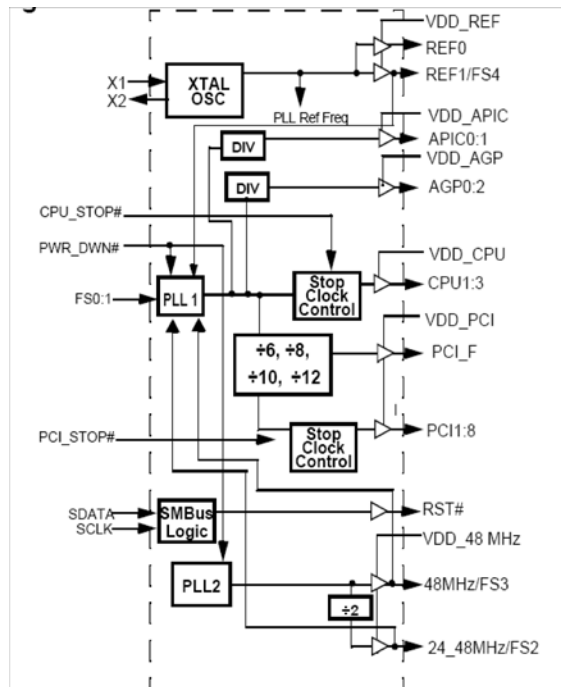 VDD_REF
REF0
X1
XTAL
REF1/FS4
X2
OSC
PLL Ref Freq
VDD_APIC
DIV
APIC0:1
VDD_AGP
DIV
AGP0:2
CPU_STOP#
PWR_DWN#
VDD_CPU
Stop
Clock
Control
CPU1:3
FS0:1
PLL 1
VDD_PCI
÷6, ÷8,
÷10, ÷12
PCI_F
PCI_STOP#
Stop
Clock
Control
PCI1:8
SDATA
SCLK
SMBus
Logic
RST#
VDD_48 MHz
PLL2
48MHz/FS3
÷2
24_48MHz/FS2